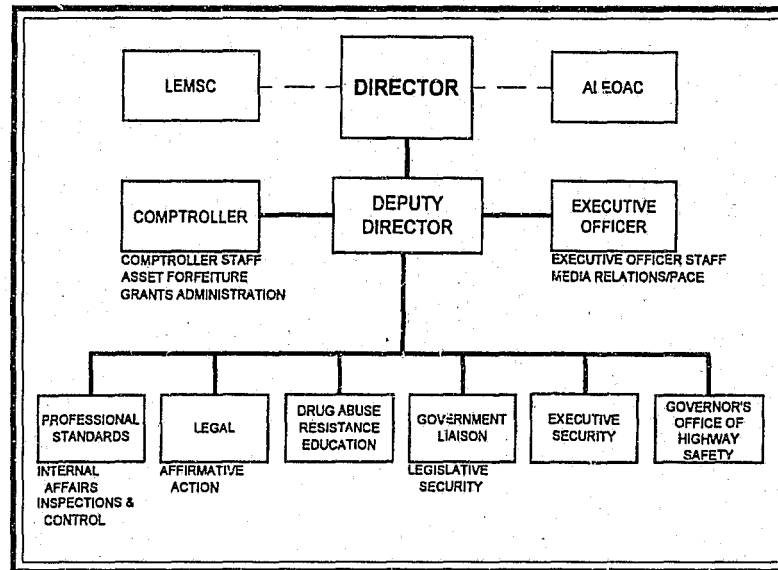 LEMSC
DIRECTOR
ALEOAC
COMPTROLLER
DEPUTY
DIRECTOR
EXECUTIVE
OFFICER
COMPTROLLER STAFF
ASSET FORFEITURE
GRANTS ADMINISTRATION
EXECUTIVE OFFICER STAFF
MEDIA RELATIONS/PACE
PROFESSIONAL
STANDARDS
LEGAL
DRUG ABUSE
RESISTANCE
EDUCATION
GOVERNMENT
LIAISON
EXECUTIVE
SECURITY
GOVERNOR'S
OFFICE OF
HIGHWAY
SAFETY
INTERNAL
AFFAIRS
INSPECTIONS &
CONTROL
AFFIRMATIVE
ACTION
LEGISLATIVE
SECURITY